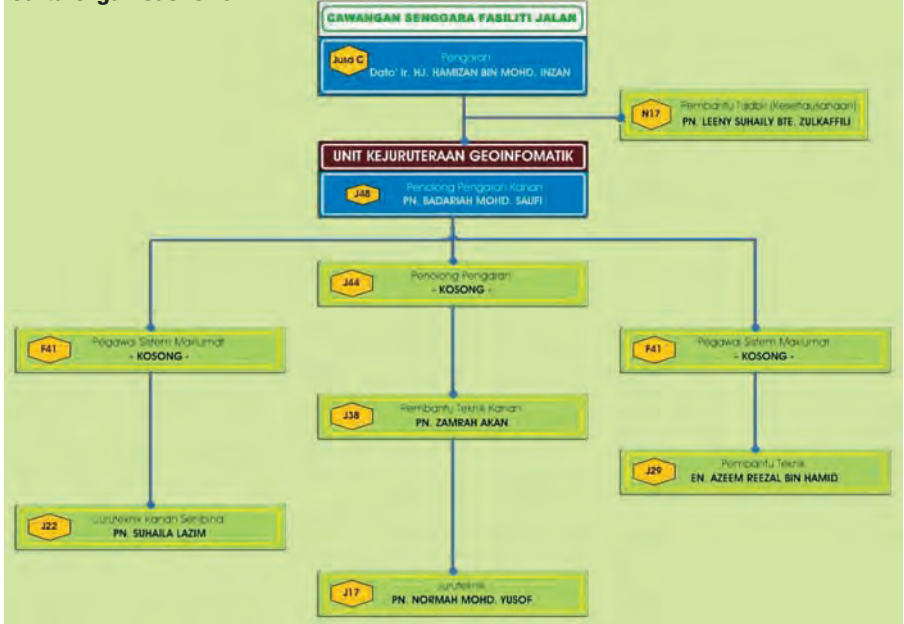 CAWANGAN SENGGARA FASILITI JALAN
Jusa C
Pengarah
Dato' Ir. HJ. HAMIZAN BIN MOHD. INZAN
N17
Pembantu Tadbir (Kesetiausahaan)
PN. LEENY SUHAILY BTE. ZULKAFFILI
UNIT KEJURUTERAAN GEOINFOMATIK
J48
Penolong Pengarah Kanan
PN. BADARIAH MOHD. SAUFI
J44
Penolong Pengarah
- KOSONG -
F41
Pegawai Sistem Maklumat
- KOSONG -
F41
Pegawai Sistem Maklumat
- KOSONG -
J38
Pembantu Teknik Kanan
PN. ZAMRAH AKAN
J29
Pembantu Teknik
EN. AZEEM REEZAL BIN HAMID
J22
Juruteknik Kanan
PN. SUHAILA LAZIM
J17
Juruteknik
PN. NORMAH MOHD. YUSOF